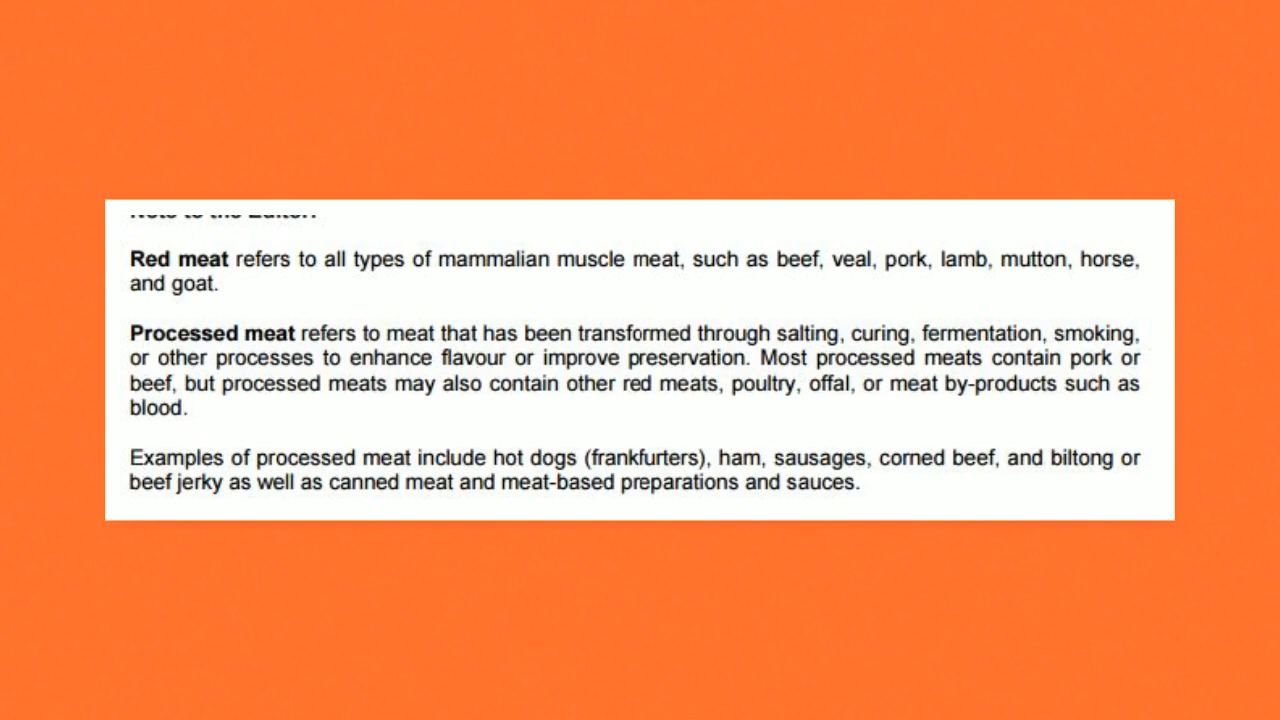 Red meat refers to all types of mammalian muscle meat, such as beef, veal, pork, lamb, mutton, horse,
and goat.
Processed meat refers to meat that has been transformed through salting, curing, fermentation, smoking,
or other processes to enhance flavour or improve preservation. Most processed meats contain pork or
beef, but processed meats may also contain other red meats, poultry, offal, or meat by-products such as
blood.
Examples of processed meat include hot dogs (frankfurters), ham, sausages, corned beef, and biltong or
beef jerky as well as canned meat and meat-based preparations and sauces.